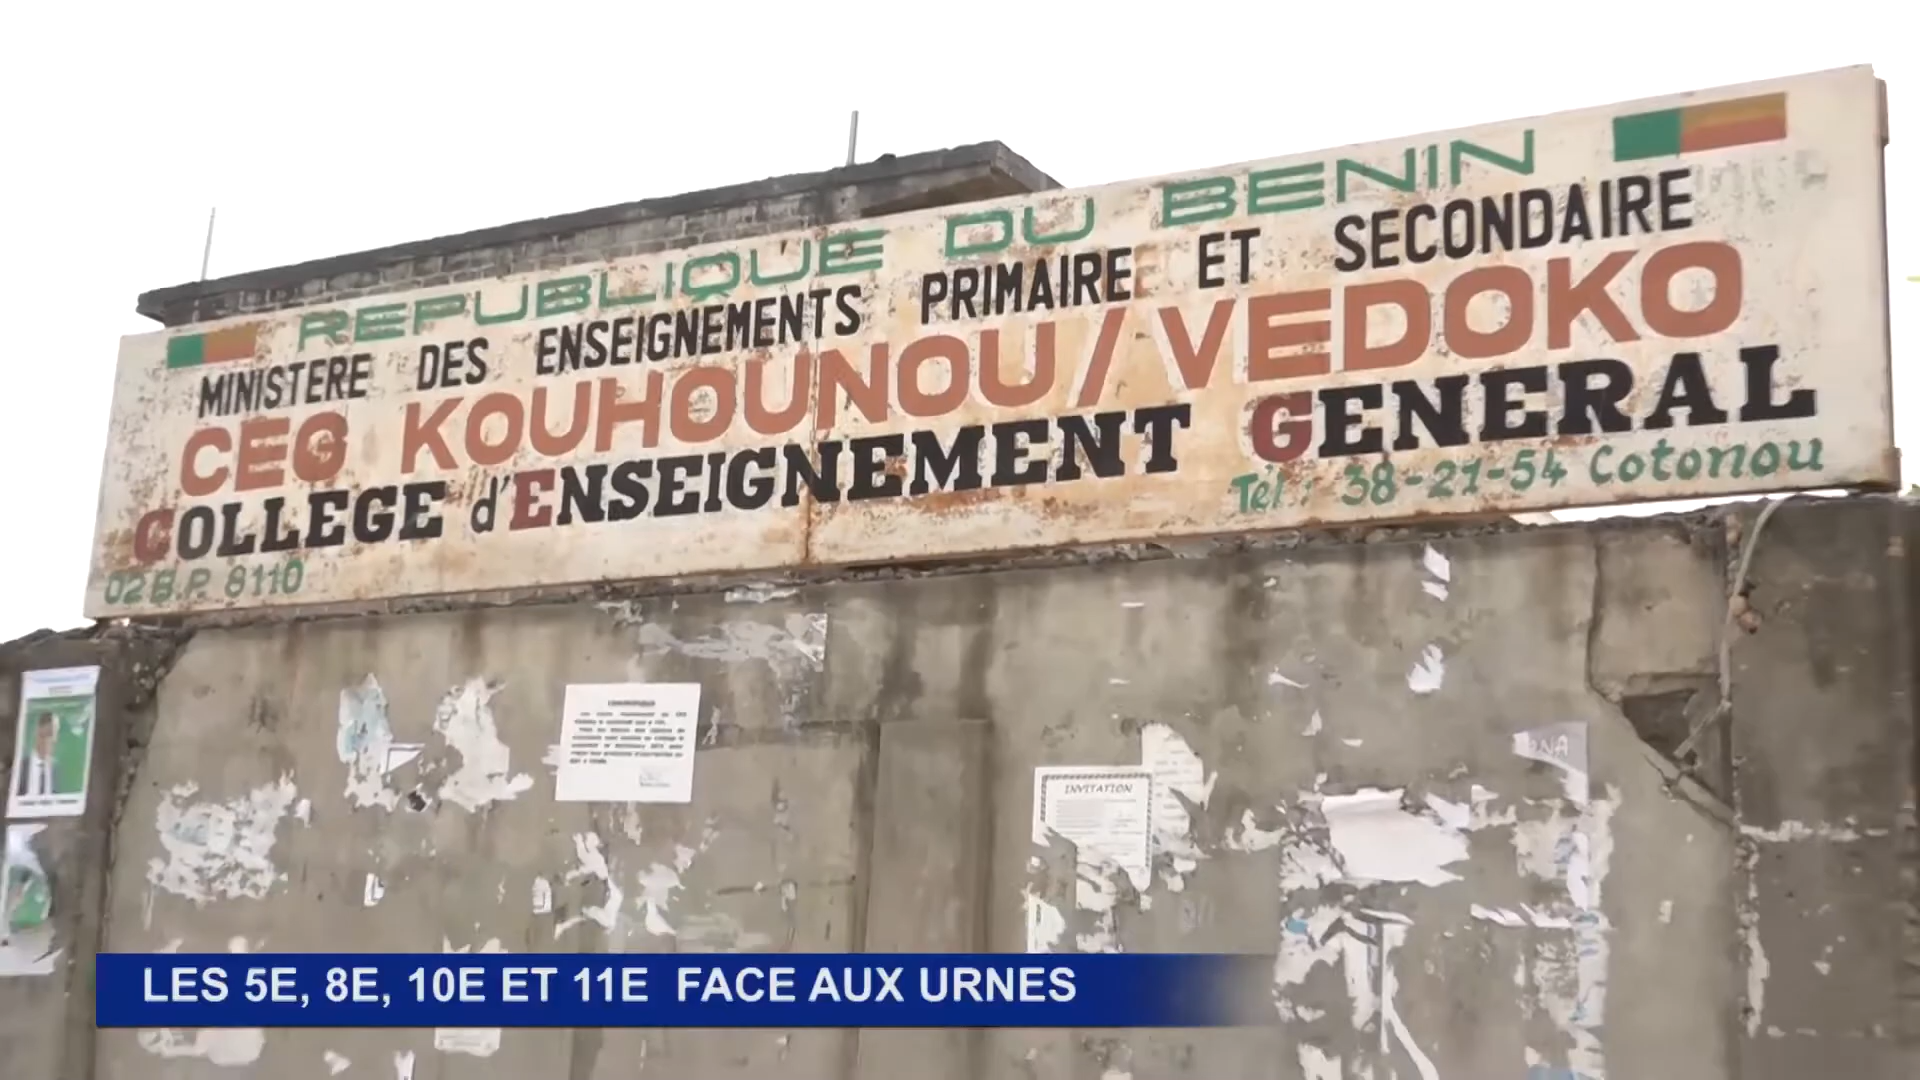 REPUBLIQUE DU BENIN
MINISTERE DES ENSEIGNEMENTS PRIMAIRE ET SECONDAIRE
CEG KOUHOUNOU/VEDOKO
COLLEGE d'ENSEIGNEMENT GENERAL
02 B.P. 8110
Tél : 38-21-54 Cotonou
INVITATION
LES 5E, 8E, 10E ET 11E FACE AUX URNES